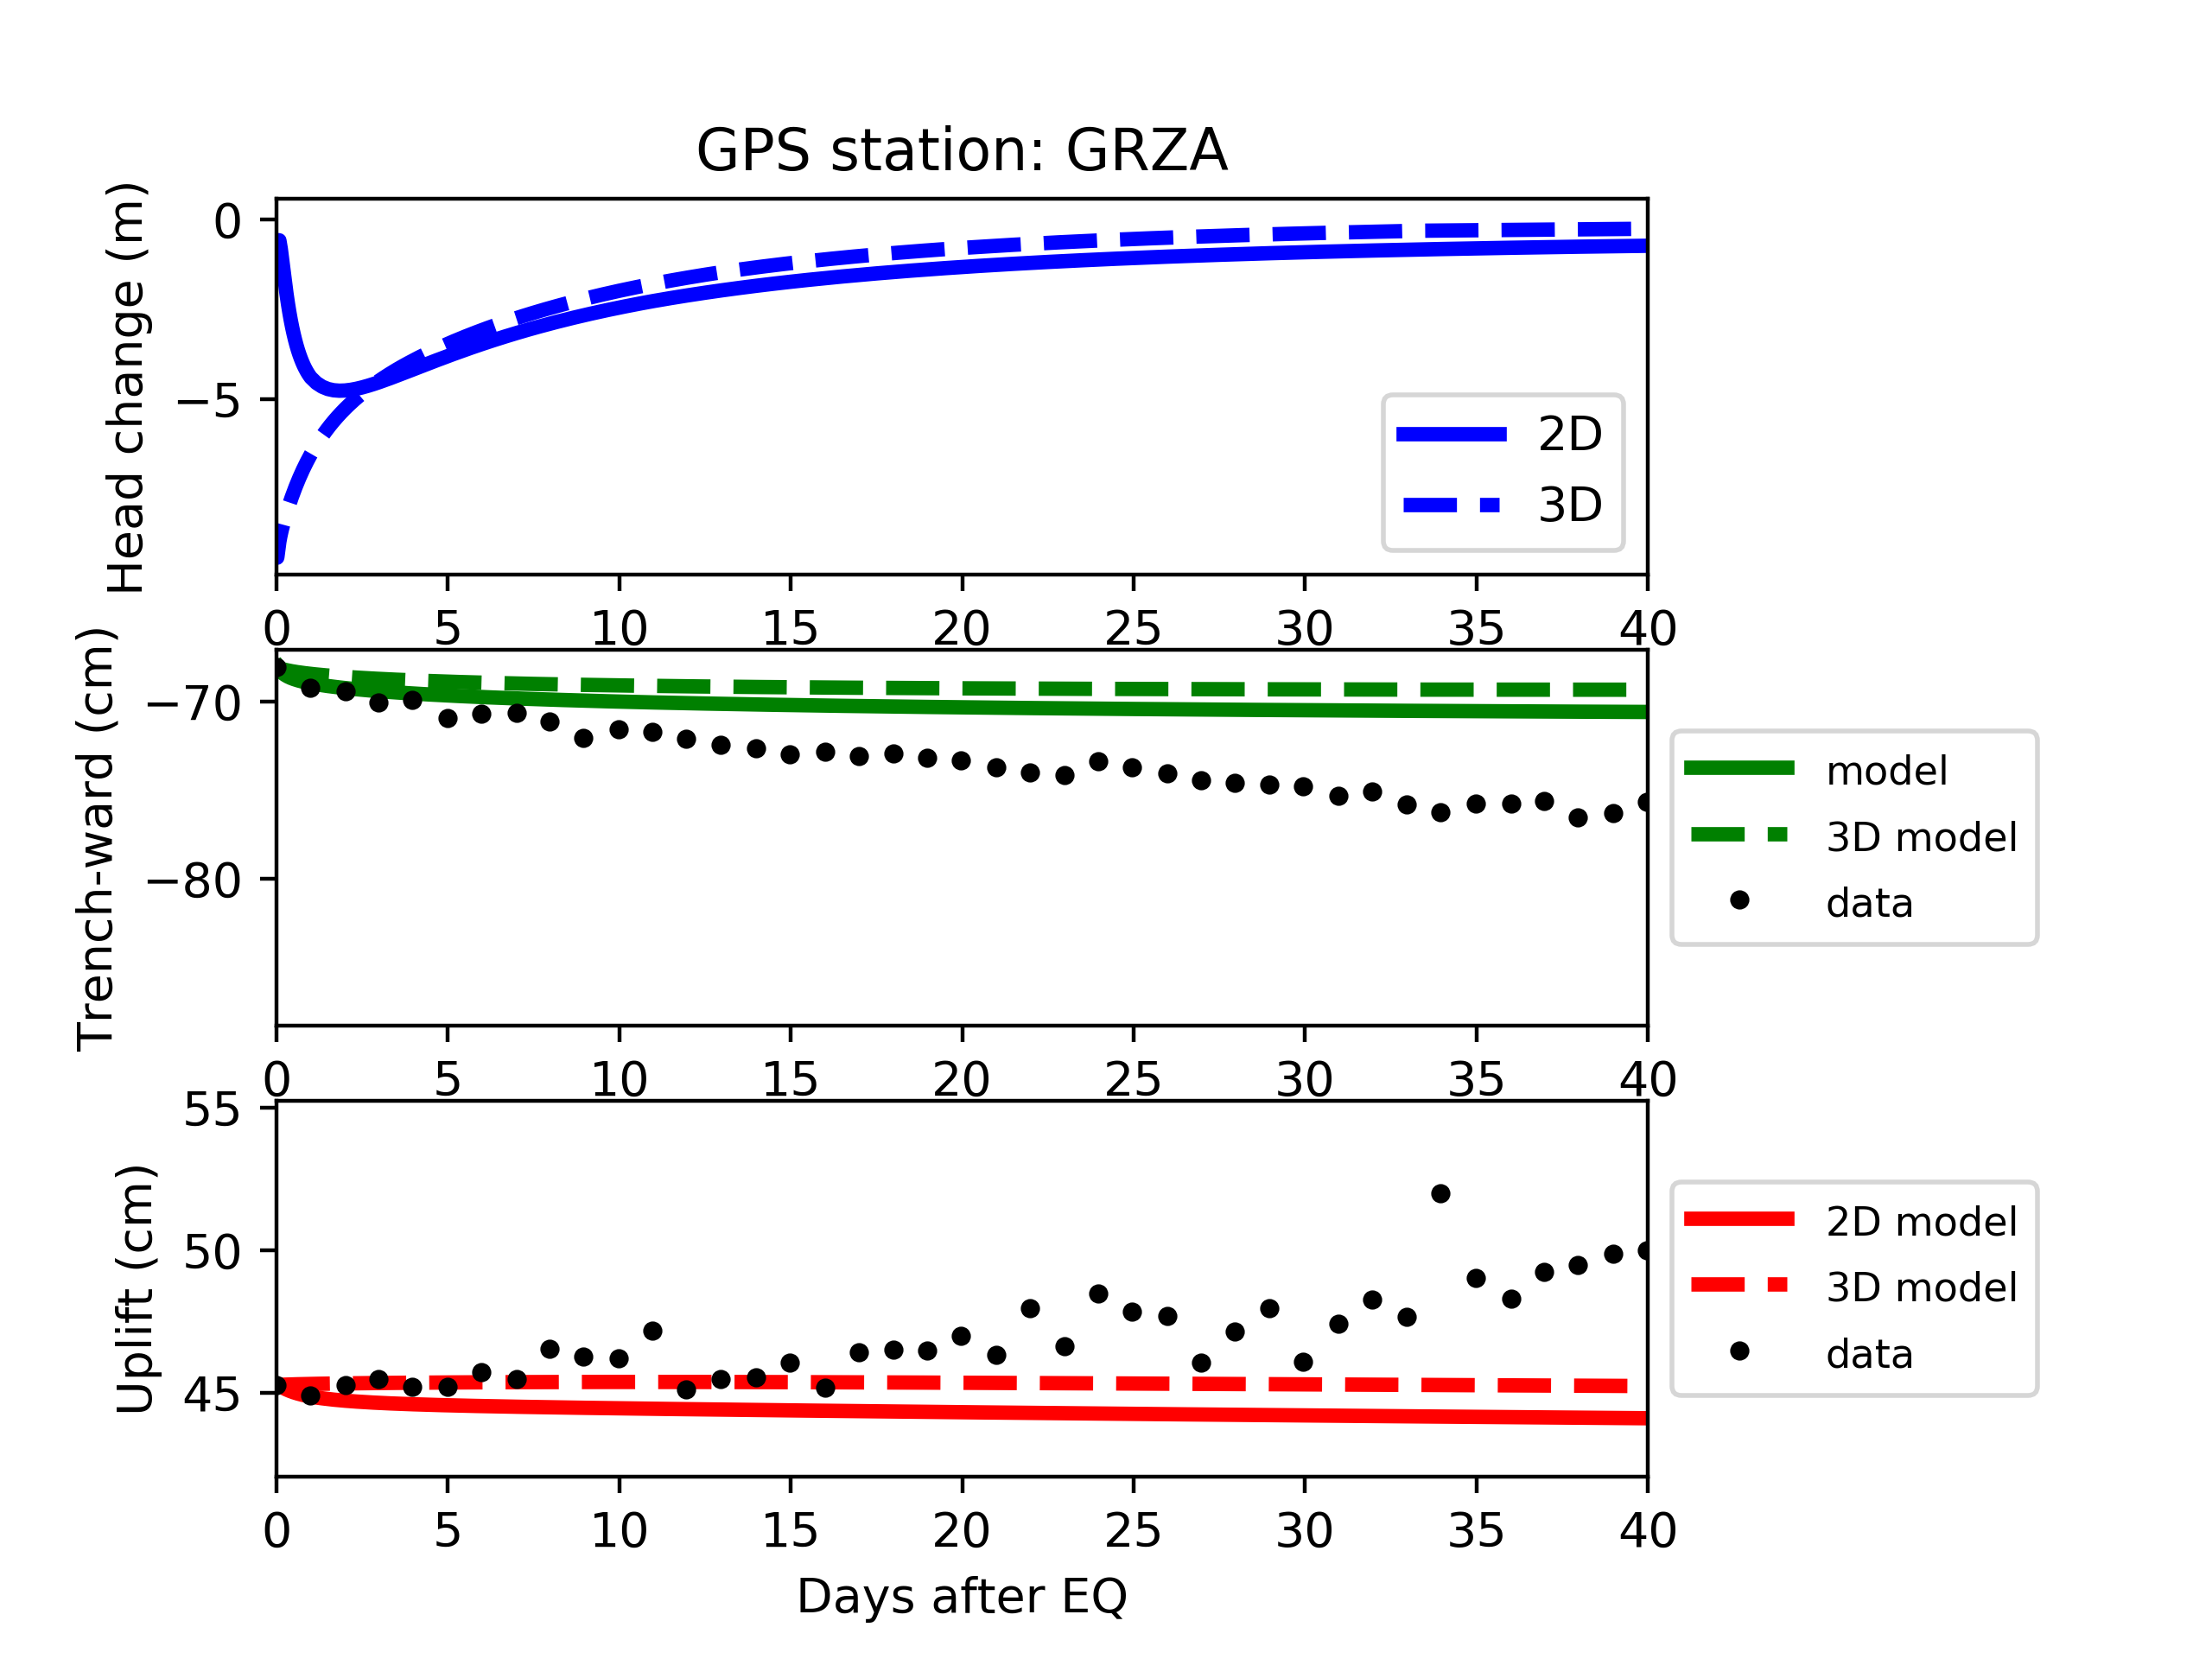 GPS station: GRZA
Head change (m)
0
−5
2D
3D
0 5 10 15 20 25 30 35 40
Trench-ward (cm)
−70
−80
model
3D model
data
0 5 10 15 20 25 30 35 40
Uplift (cm)
55
50
45
2D model
3D model
data
0 5 10 15 20 25 30 35 40
Days after EQ